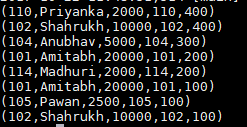 (110,Priyanka,2000,110,400)
(102,Shahrukh,10000,102,400)
(104,Anubhav,5000,104,300)
(101,Amitabh,20000,101,200)
(114,Madhuri,2000,114,200)
(101,Amitabh,20000,101,100)
(105,Pawan,2500,105,100)
(102,Shahrukh,10000,102,100)